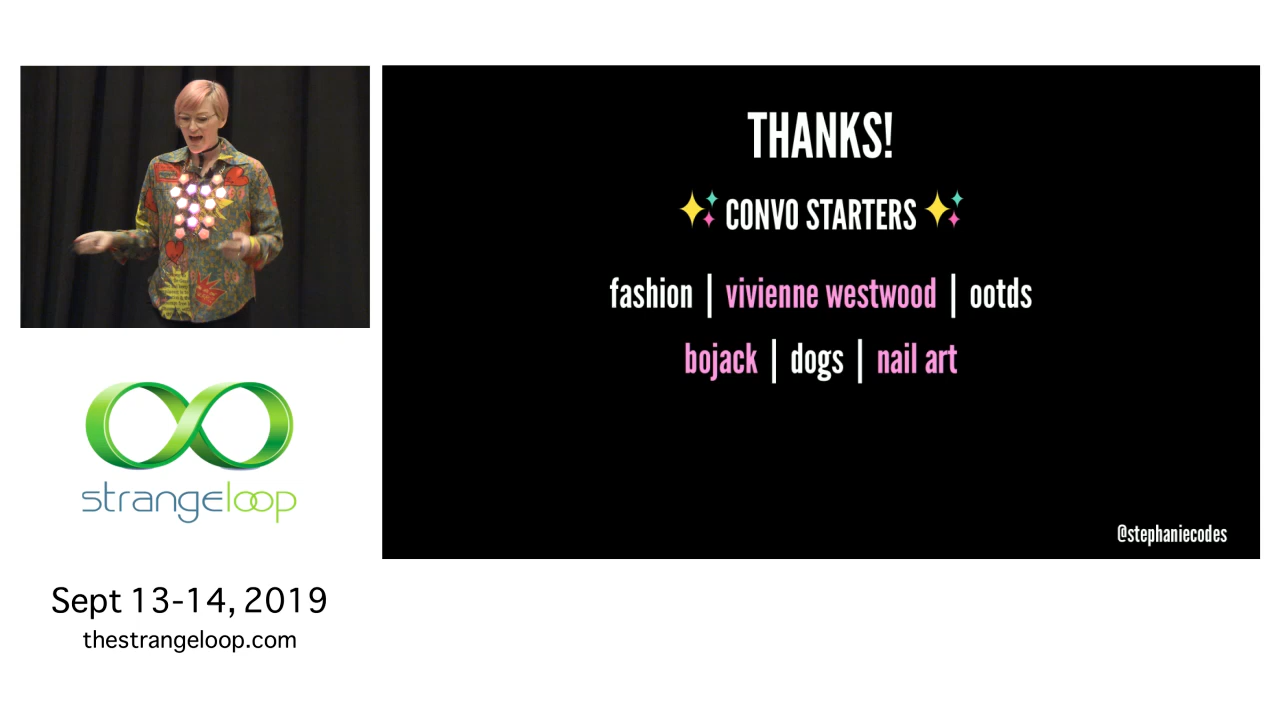 THANKS!
CONVO STARTERS
fashion | vivienne westwood | ootds
bojack | dogs | nail art
@stephaniecodes
strangeloop
Sept 13-14, 2019
thestrangeloop.com